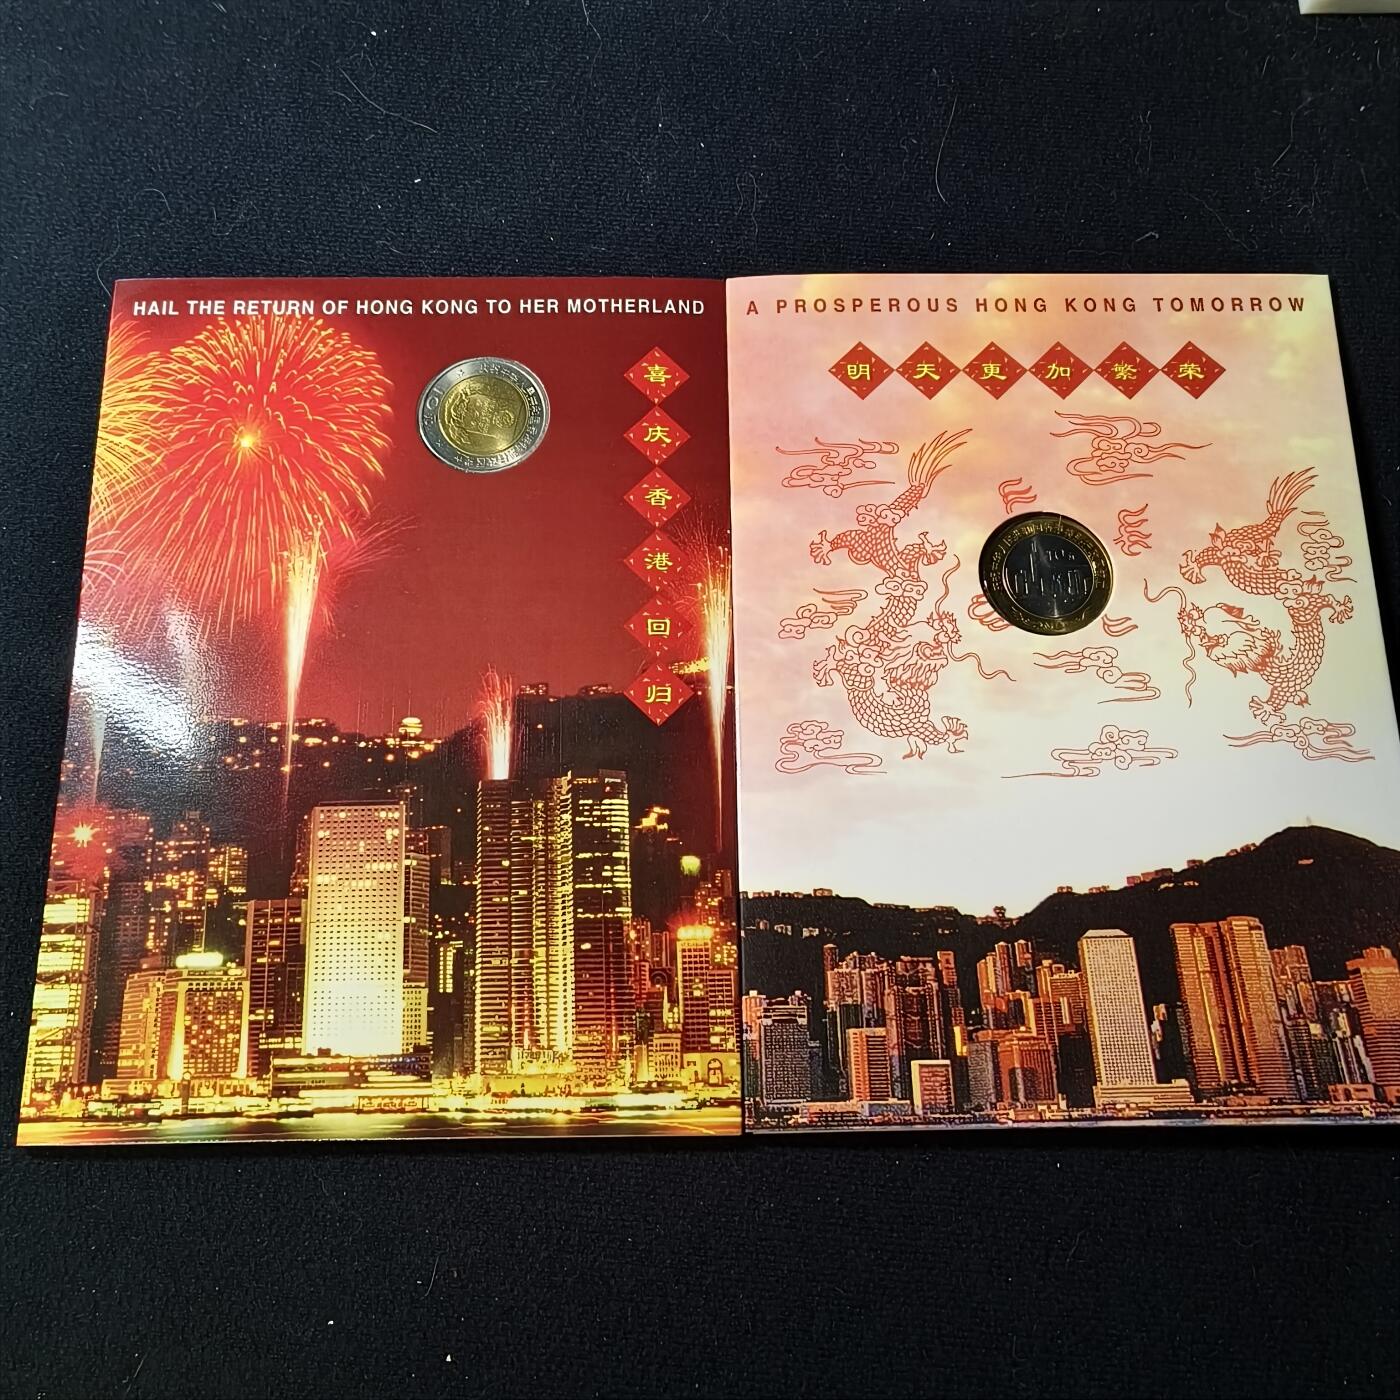 HAIL THE RETURN OF HONG KONG TO HER MOTHERLAND
喜庆香港回归
A PROSPEROUS HONG KONG TOMORROW
明天更加繁荣